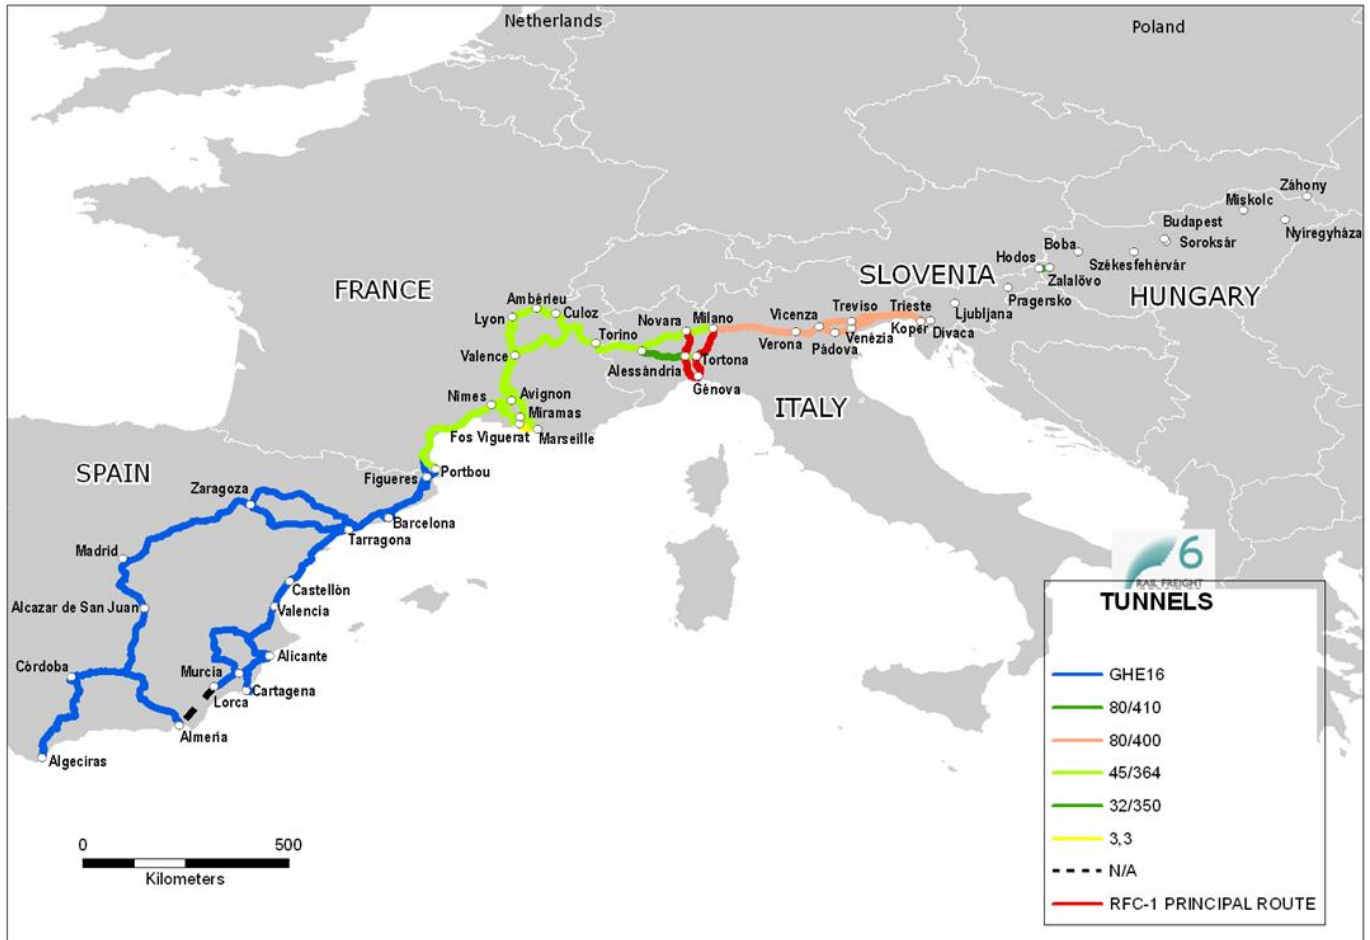 Netherlands
Poland
Záhony
Miskolc
Budapest
Nyíregyháza
Boba
Soroksár
Hodos
Székesfehérvár
SLOVENIA
Zalalövo
FRANCE
Pragersko
HUNGARY
Ambérieu
Culoz
Treviso
Trieste
Ljubljana
Lyon
Novara
Milano
Vicenza
Koper
Divaca
Torino
Venézia
Verona
Pádova
Valence
Tortona
Alessándria
Génova
Nimes
Avignon
Miramas
ITALY
Fos Viguerat
Marseille
SPAIN
Portbou
Figueres
Zaragoza
Barcelona
Tarragona
Madrid
6
RAIL FREIGHT
Castellón
TUNNELS
Alcazar de San Juan
Valencia
Córdoba
Murcia
Alicante
GHE16
Cartagena
Lorca
80/410
Almería
80/400
Algeciras
45/364
32/350
0 500
3,3
Kilometers
N/A
RFC-1 PRINCIPAL ROUTE